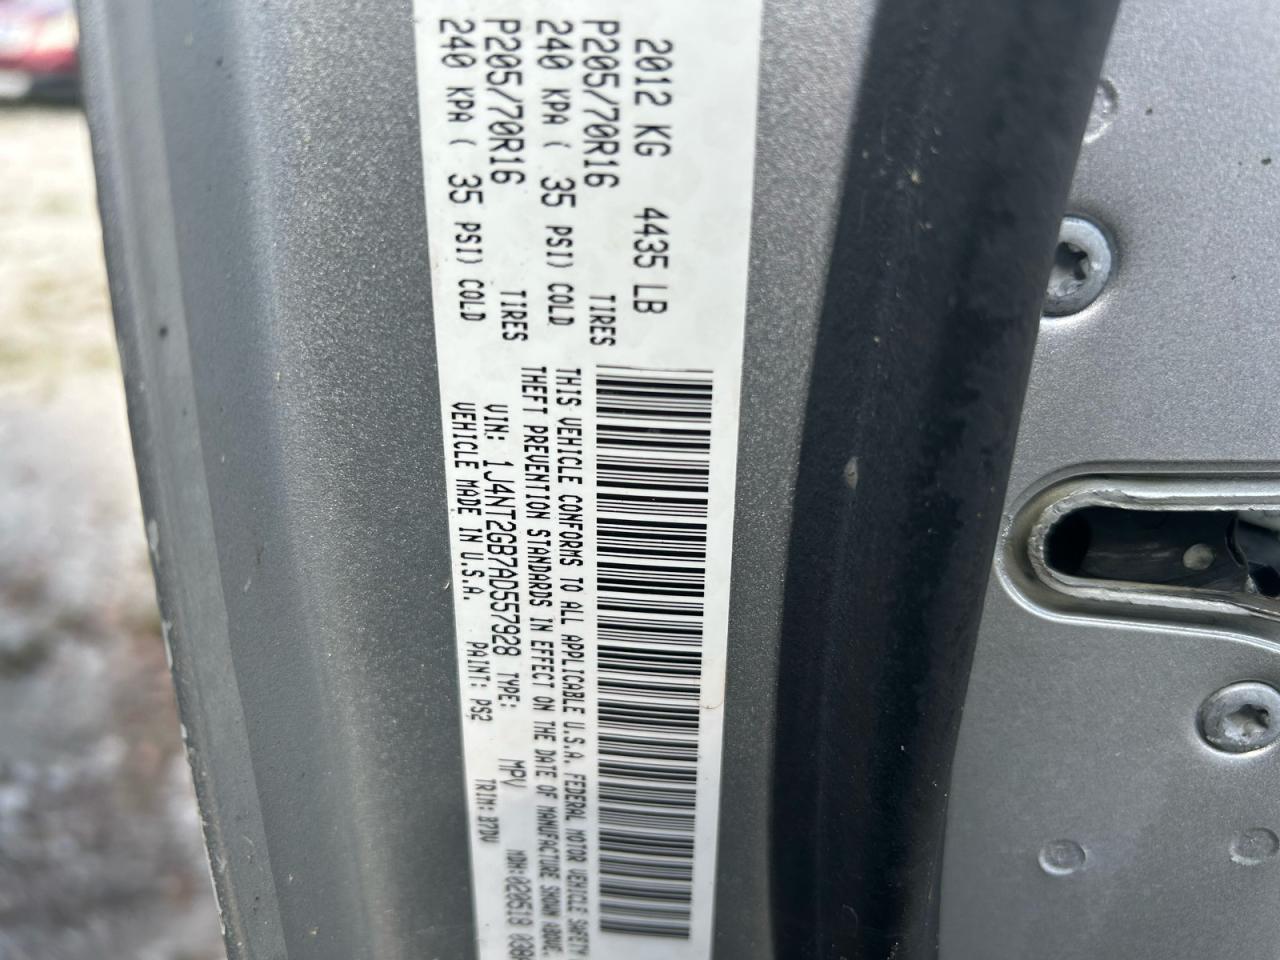 2012 KG 4435 LB
P205/70R16 TIRES
240 KPA ( 35 PSI) COLD
P205/70R16 TIRES
240 KPA ( 35 PSI) COLD
THIS VEHICLE CONFORMS TO ALL APPLICABLE U.S.A. FEDERAL MOTOR VEHICLE SAFETY
THEFT PREVENTION STANDARDS IN EFFECT ON THE DATE OF MANUFACTURE SHOWN ABOVE.
VIN: 1J4NT2GB7AD557928 TYPE: MPV MDH:020518
VEHICLE MADE IN U.S.A. PAINT: PS2 TRIM: